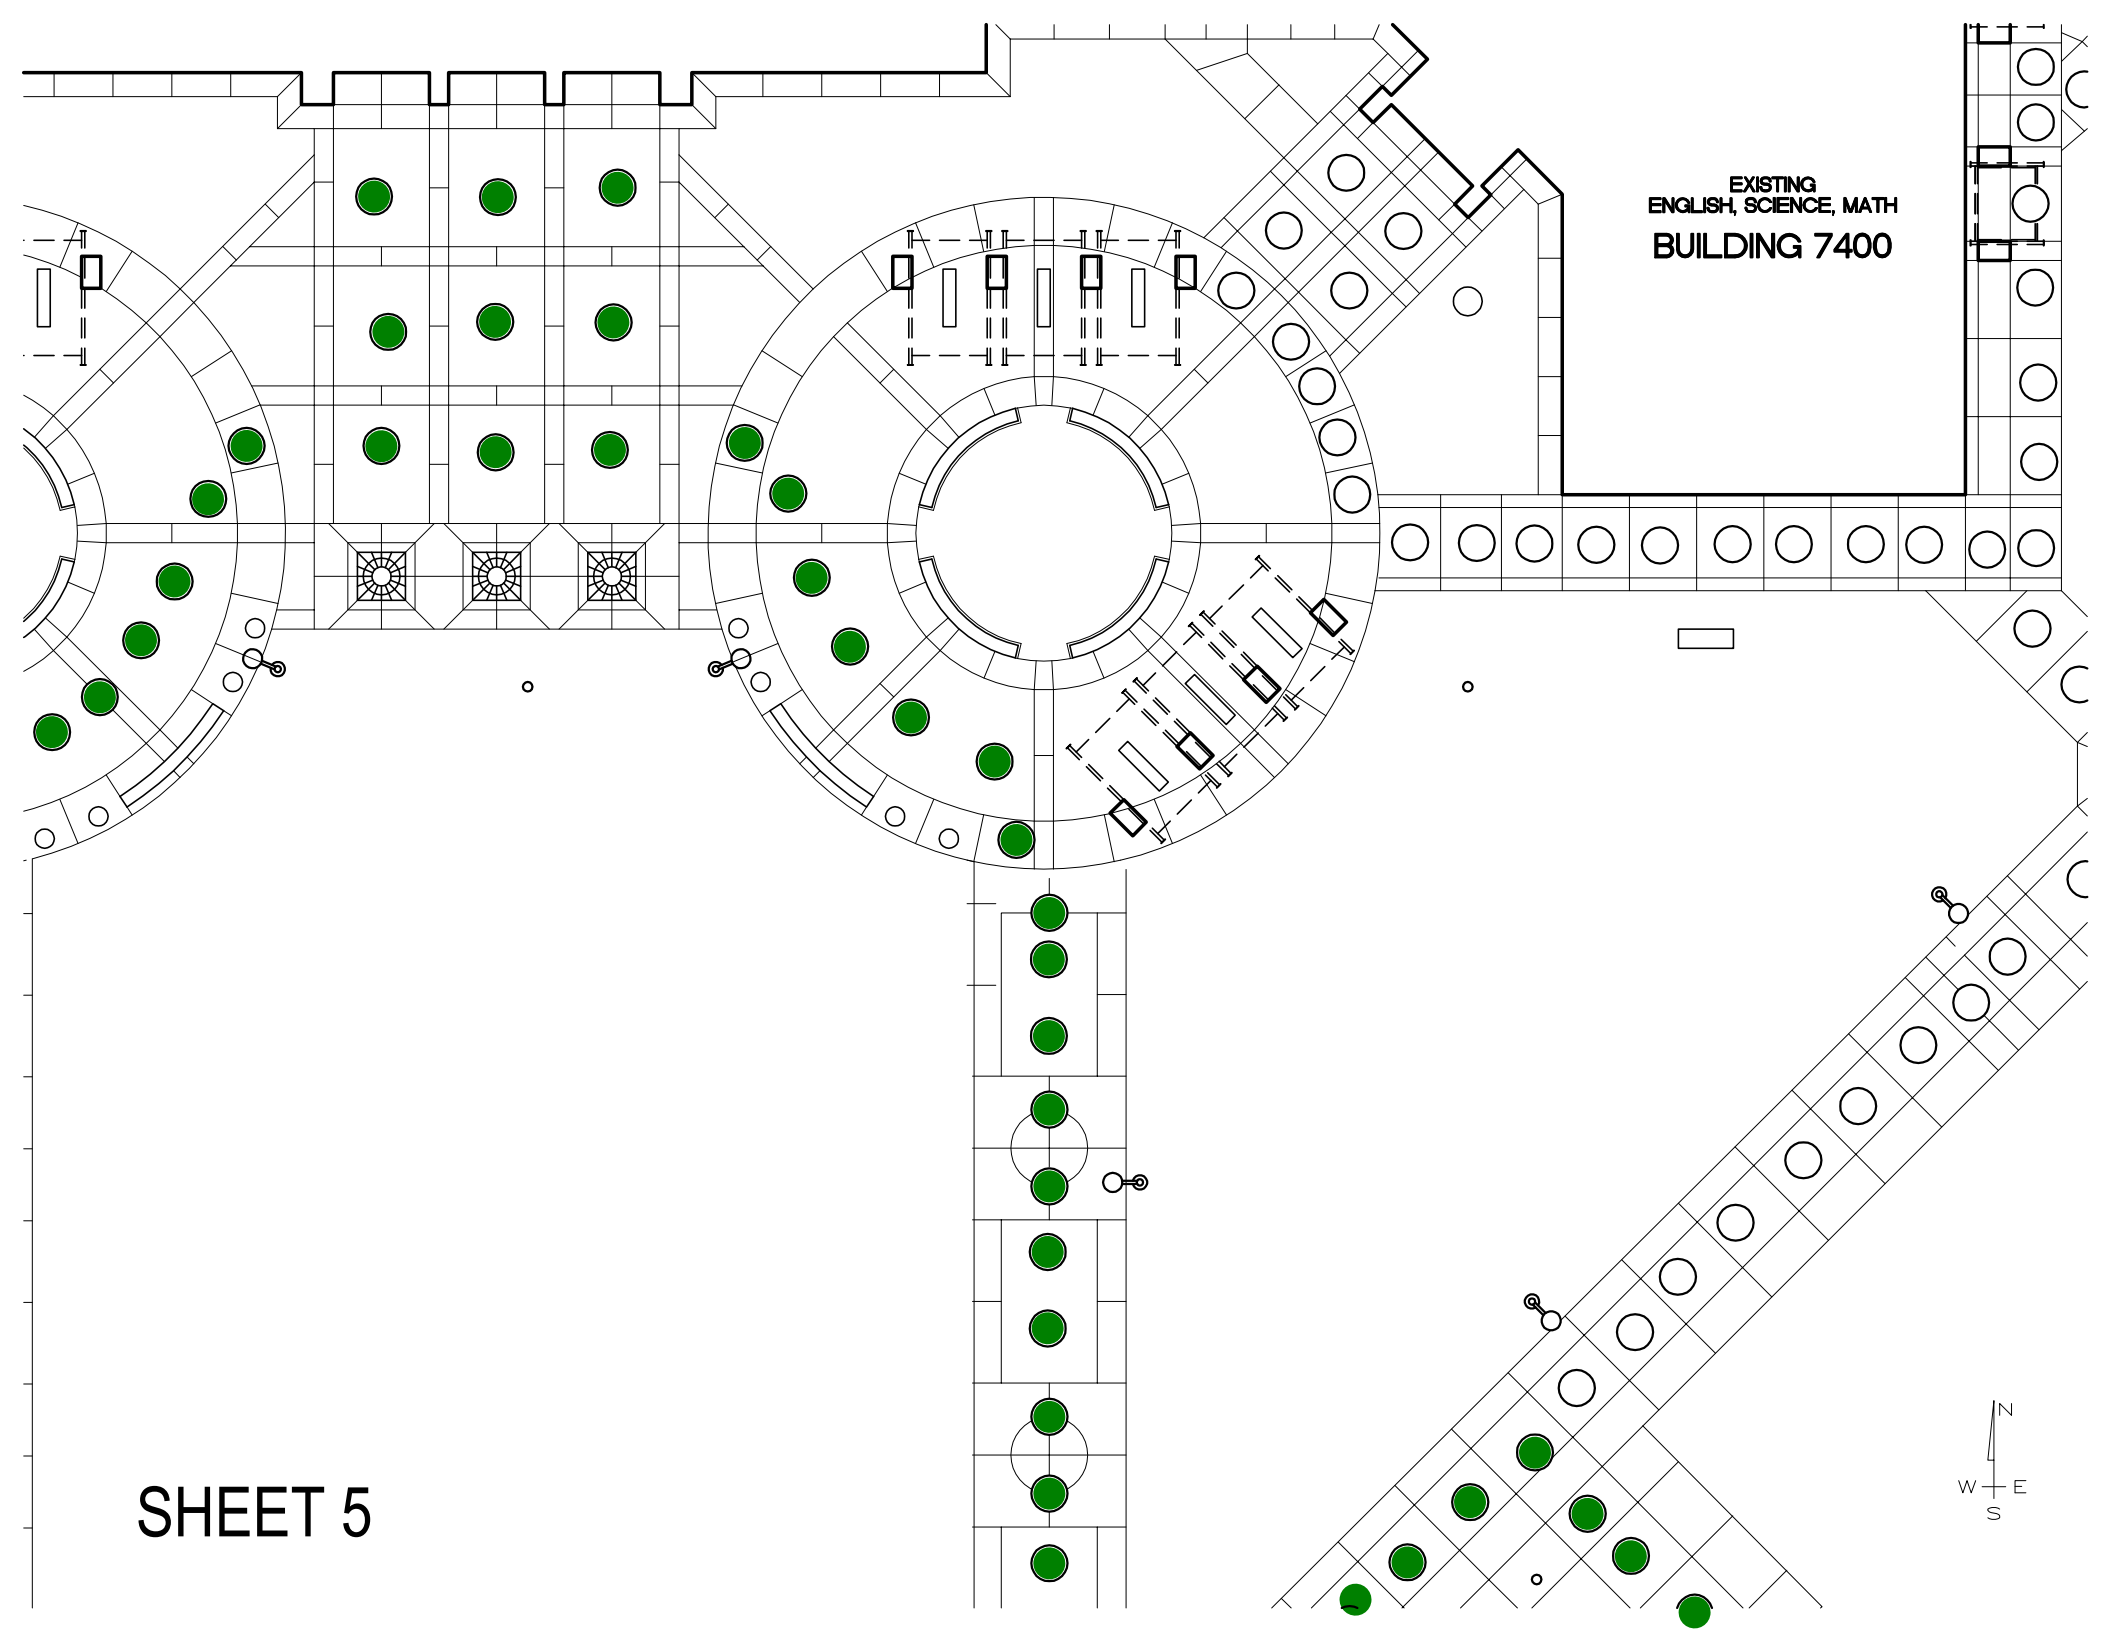 EXISTING
ENGLISH, SCIENCE, MATH
BUILDING 7400
N
W E
S
SHEET 5